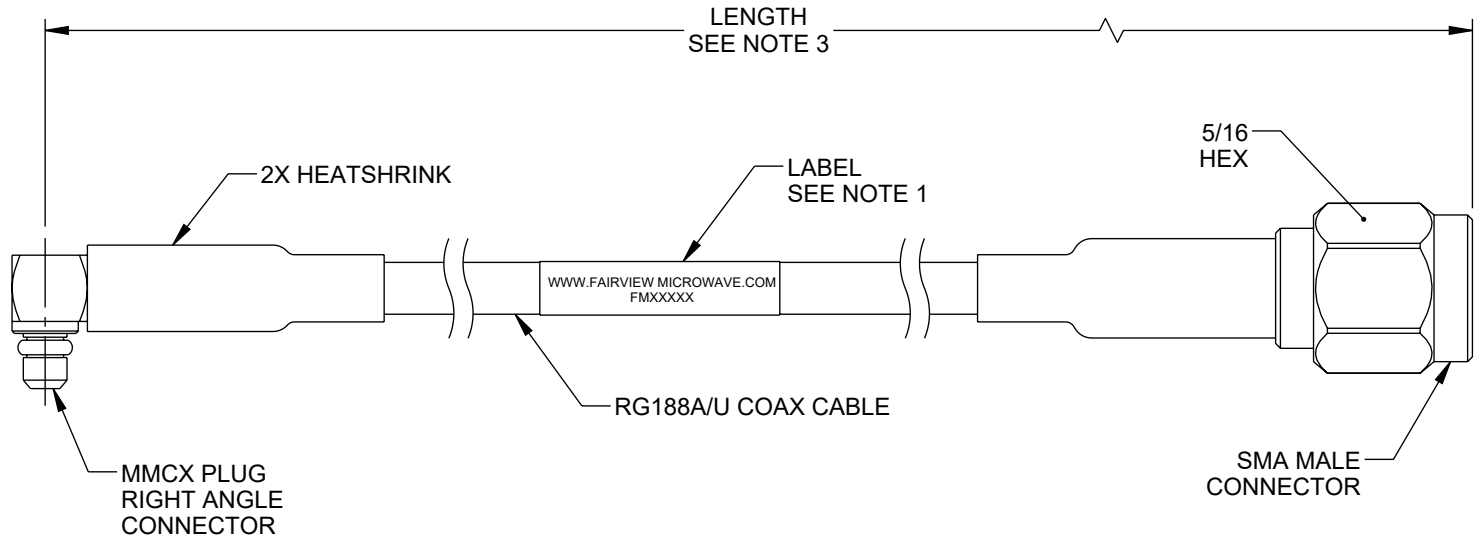 LENGTH
SEE NOTE 3
5/16
HEX
2X HEATSHRINK
LABEL
SEE NOTE 1
WWW.FAIRVIEW MICROWAVE.COM
FMXXXXX
RG188A/U COAX CABLE
MMCX PLUG
RIGHT ANGLE
CONNECTOR
SMA MALE
CONNECTOR